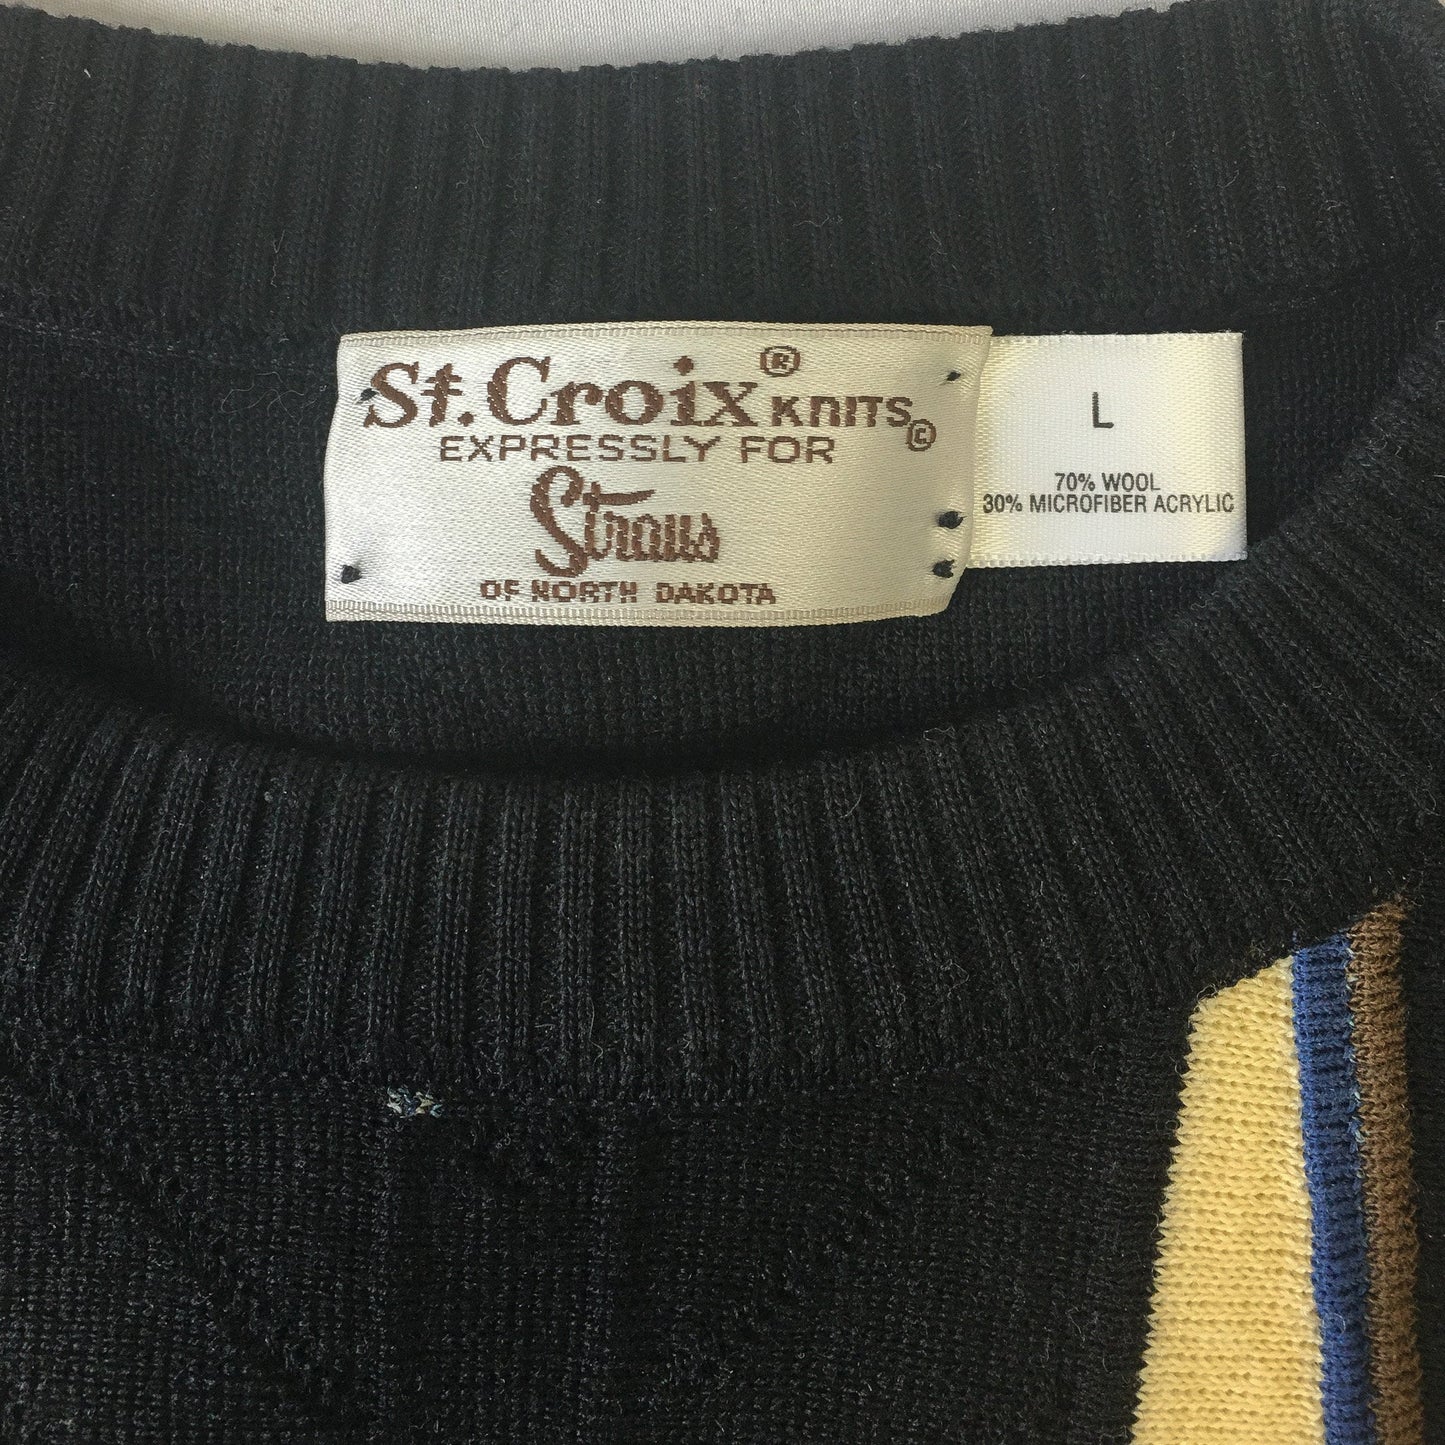 St. Croix® KNITS©
EXPRESSLY FOR
Straus
OF NORTH DAKOTA
L
70% WOOL
30% MICROFIBER ACRYLIC